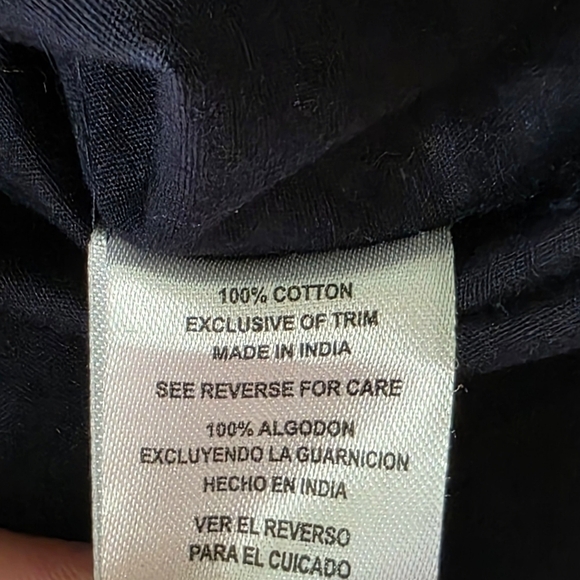 100% COTTON
EXCLUSIVE OF TRIM
MADE IN INDIA
SEE REVERSE FOR CARE
100% ALGODON
EXCLUYENDO LA GUARNICION
HECHO EN INDIA
VER EL REVERSO
PARA EL CUICADO